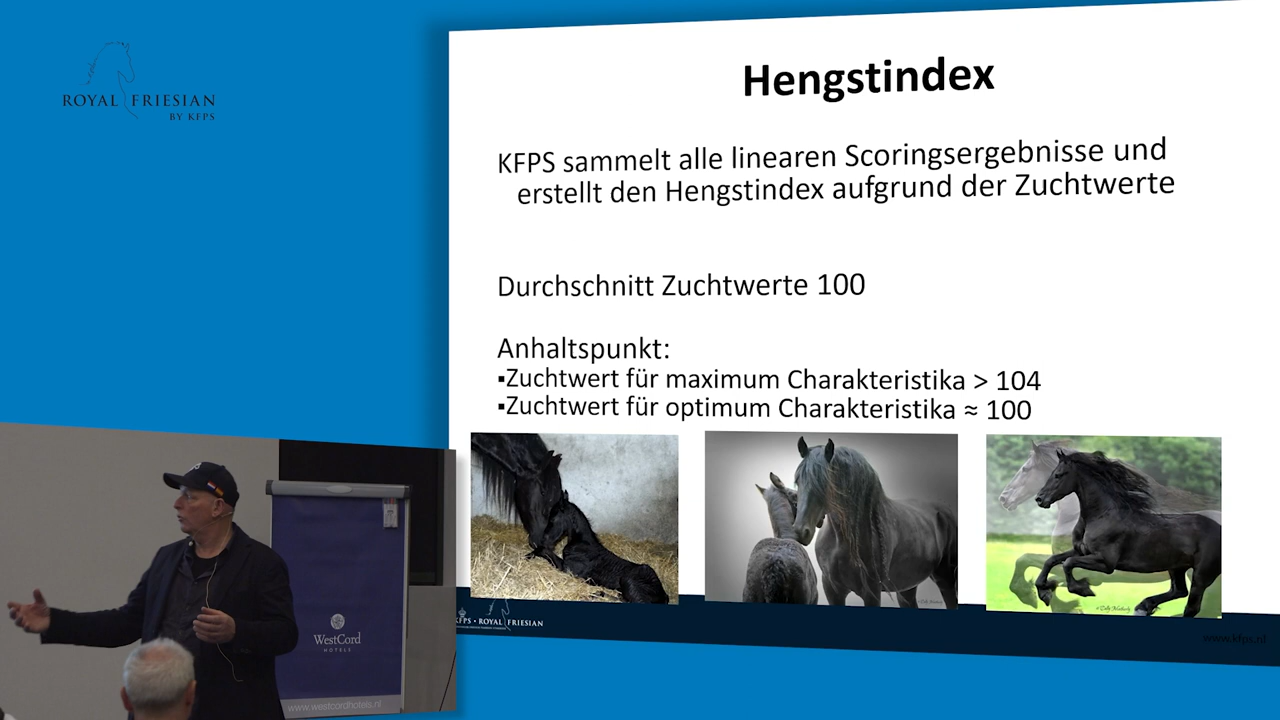 ROYAL FRIESIAN
BY KFPS
Hengstindex
KFPS sammelt alle linearen Scoringsergebnisse und
erstellt den Hengstindex aufgrund der Zuchtwerte
Durchschnitt Zuchtwerte 100
Anhaltspunkt:
▪Zuchtwert für maximum Charakteristika > 104
▪Zuchtwert für optimum Charakteristika ≈ 100
KFPS • ROYAL FRIESIAN
www.kfps.nl
WestCord
HOTELS
www.westcordhotels.nl